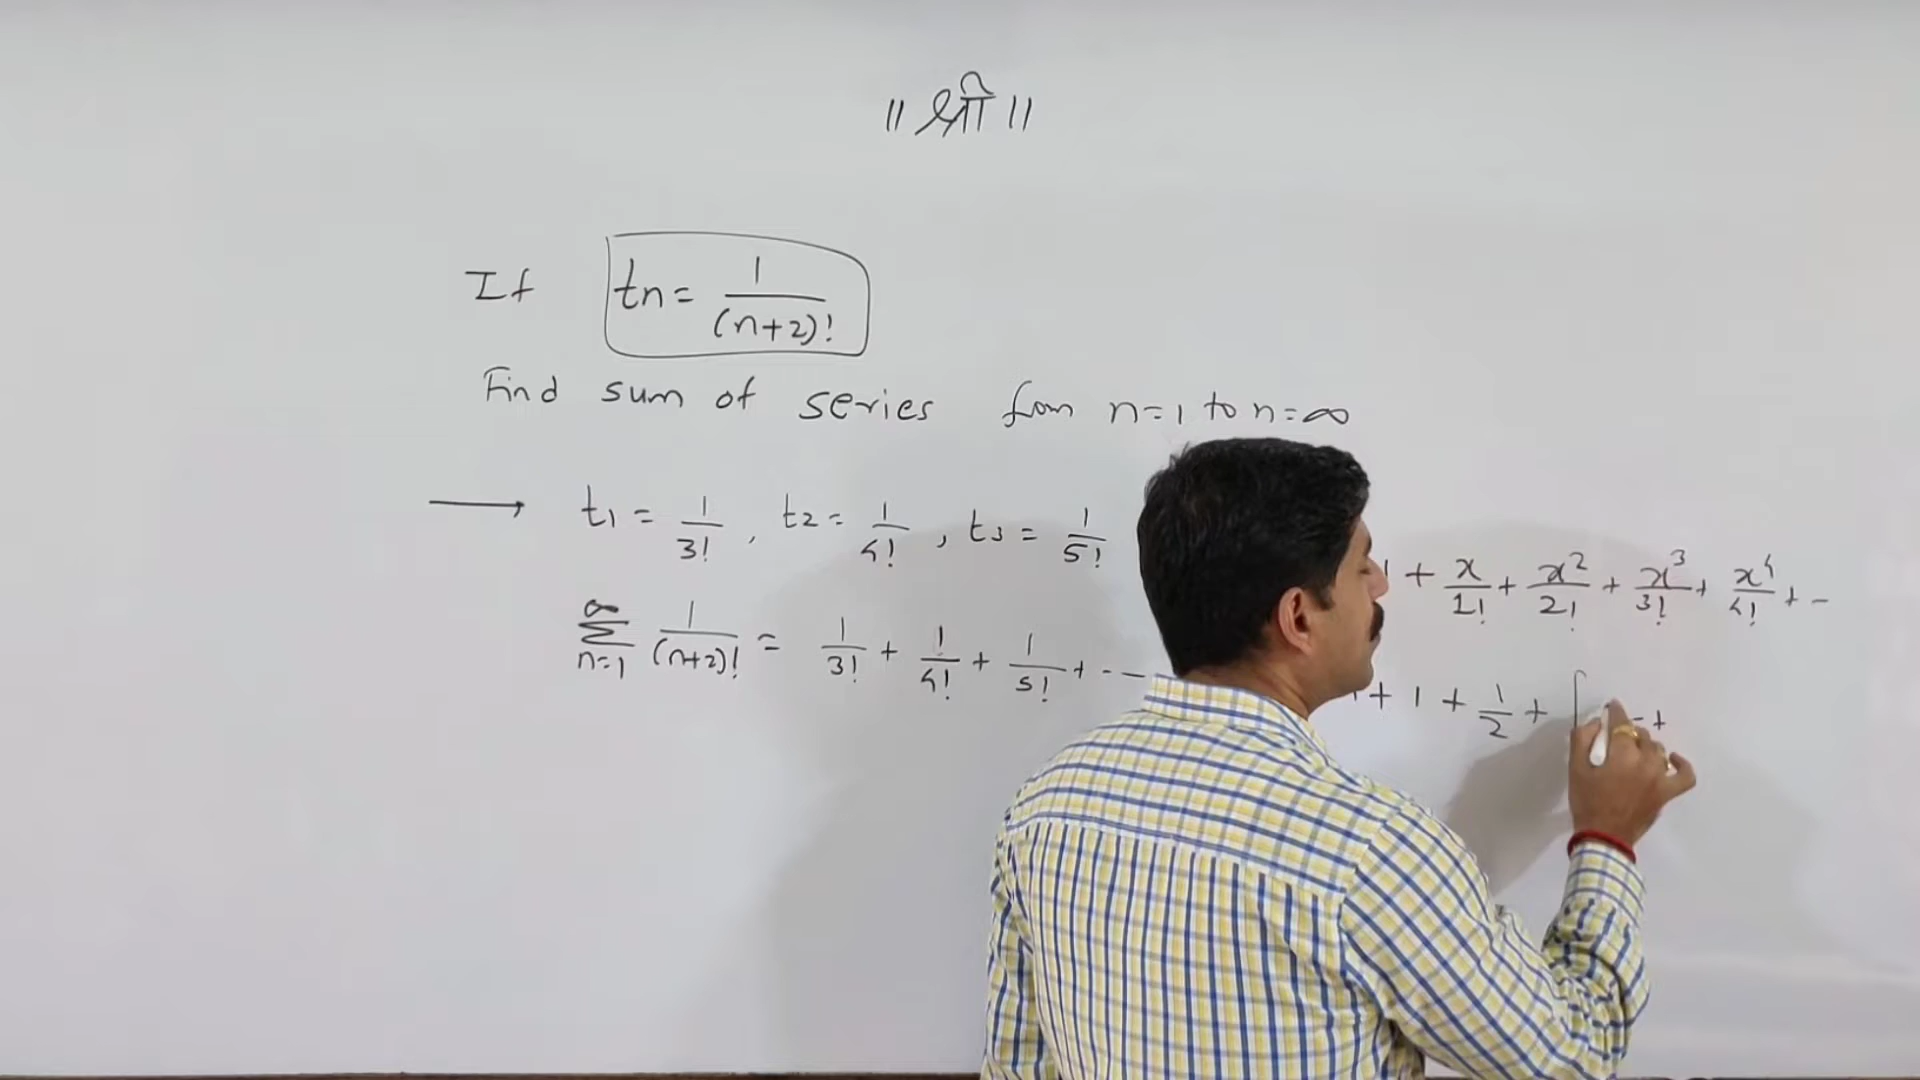 ॥ श्री ॥
If tn = 1/(n+2)!
Find sum of series from n=1 to n=∞
→ t1 = 1/3! , t2 = 1/4! , t3 = 1/5!
1 + x/1! + x²/2! + x³/3! + x⁴/4! + -
∞Σn=1 1/(n+2)! = 1/3! + 1/4! + 1/5! + - —
+ 1 + 1/2 + [